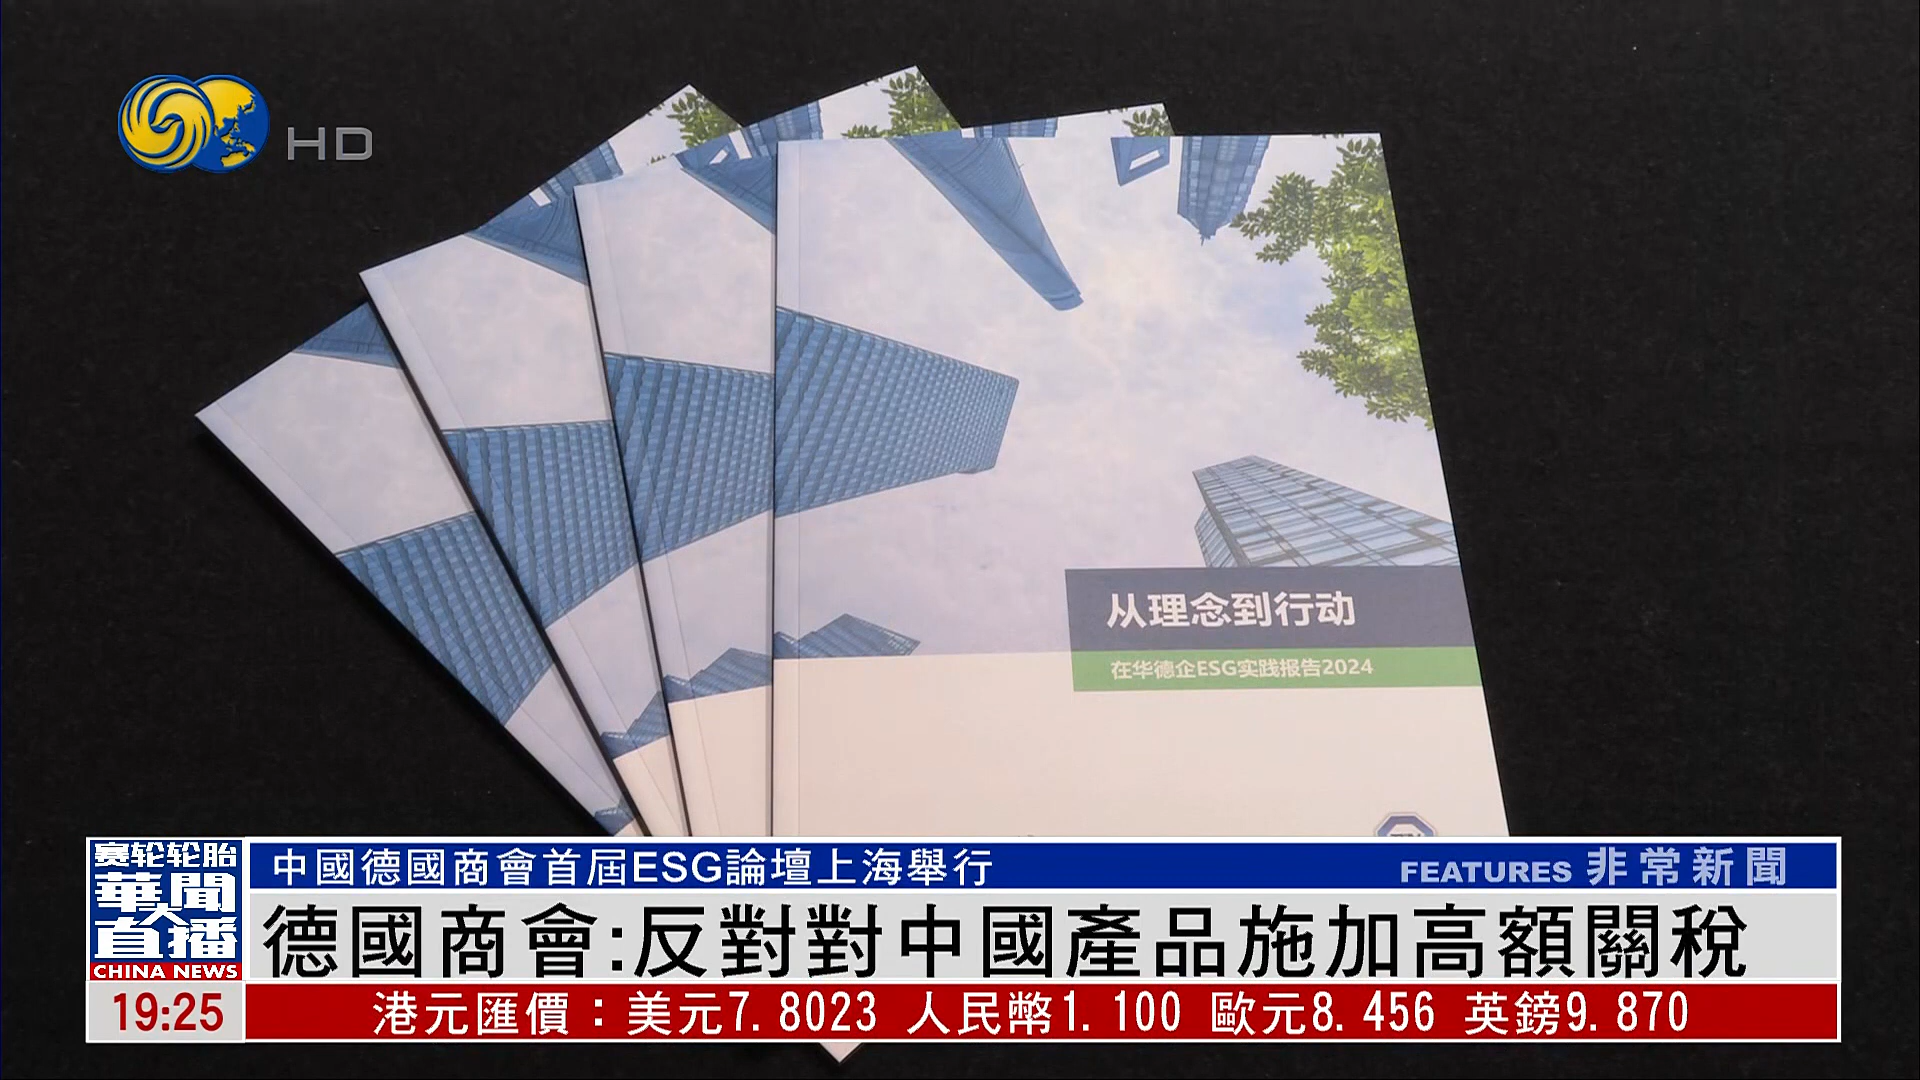 HD
从理念到行动
在华德企ESG实践报告2024
赛轮轮胎
華聞大直播
CHINA NEWS
中國德國商會首屆ESG論壇上海舉行
FEATURES 非常新聞
德國商會:反對對中國產品施加高額關稅
19:25
港元匯價：美元7.8023 人民幣1.100 歐元8.456 英鎊9.870